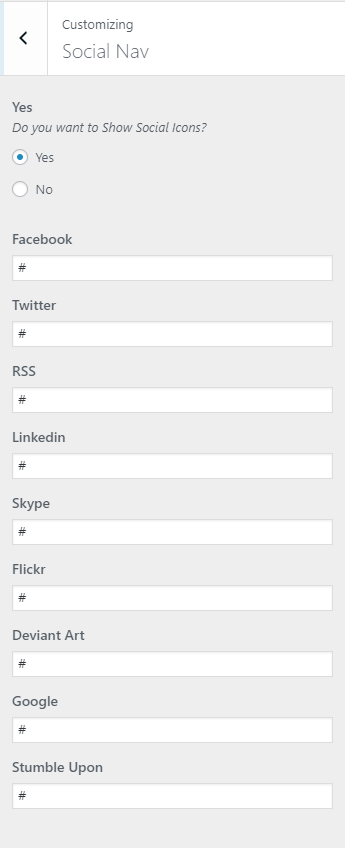 Customizing
Social Nav
Yes
Do you want to Show Social Icons?
Yes
No
Facebook
#
Twitter
#
RSS
#
Linkedin
#
Skype
#
Flickr
#
Deviant Art
#
Google
#
Stumble Upon
#